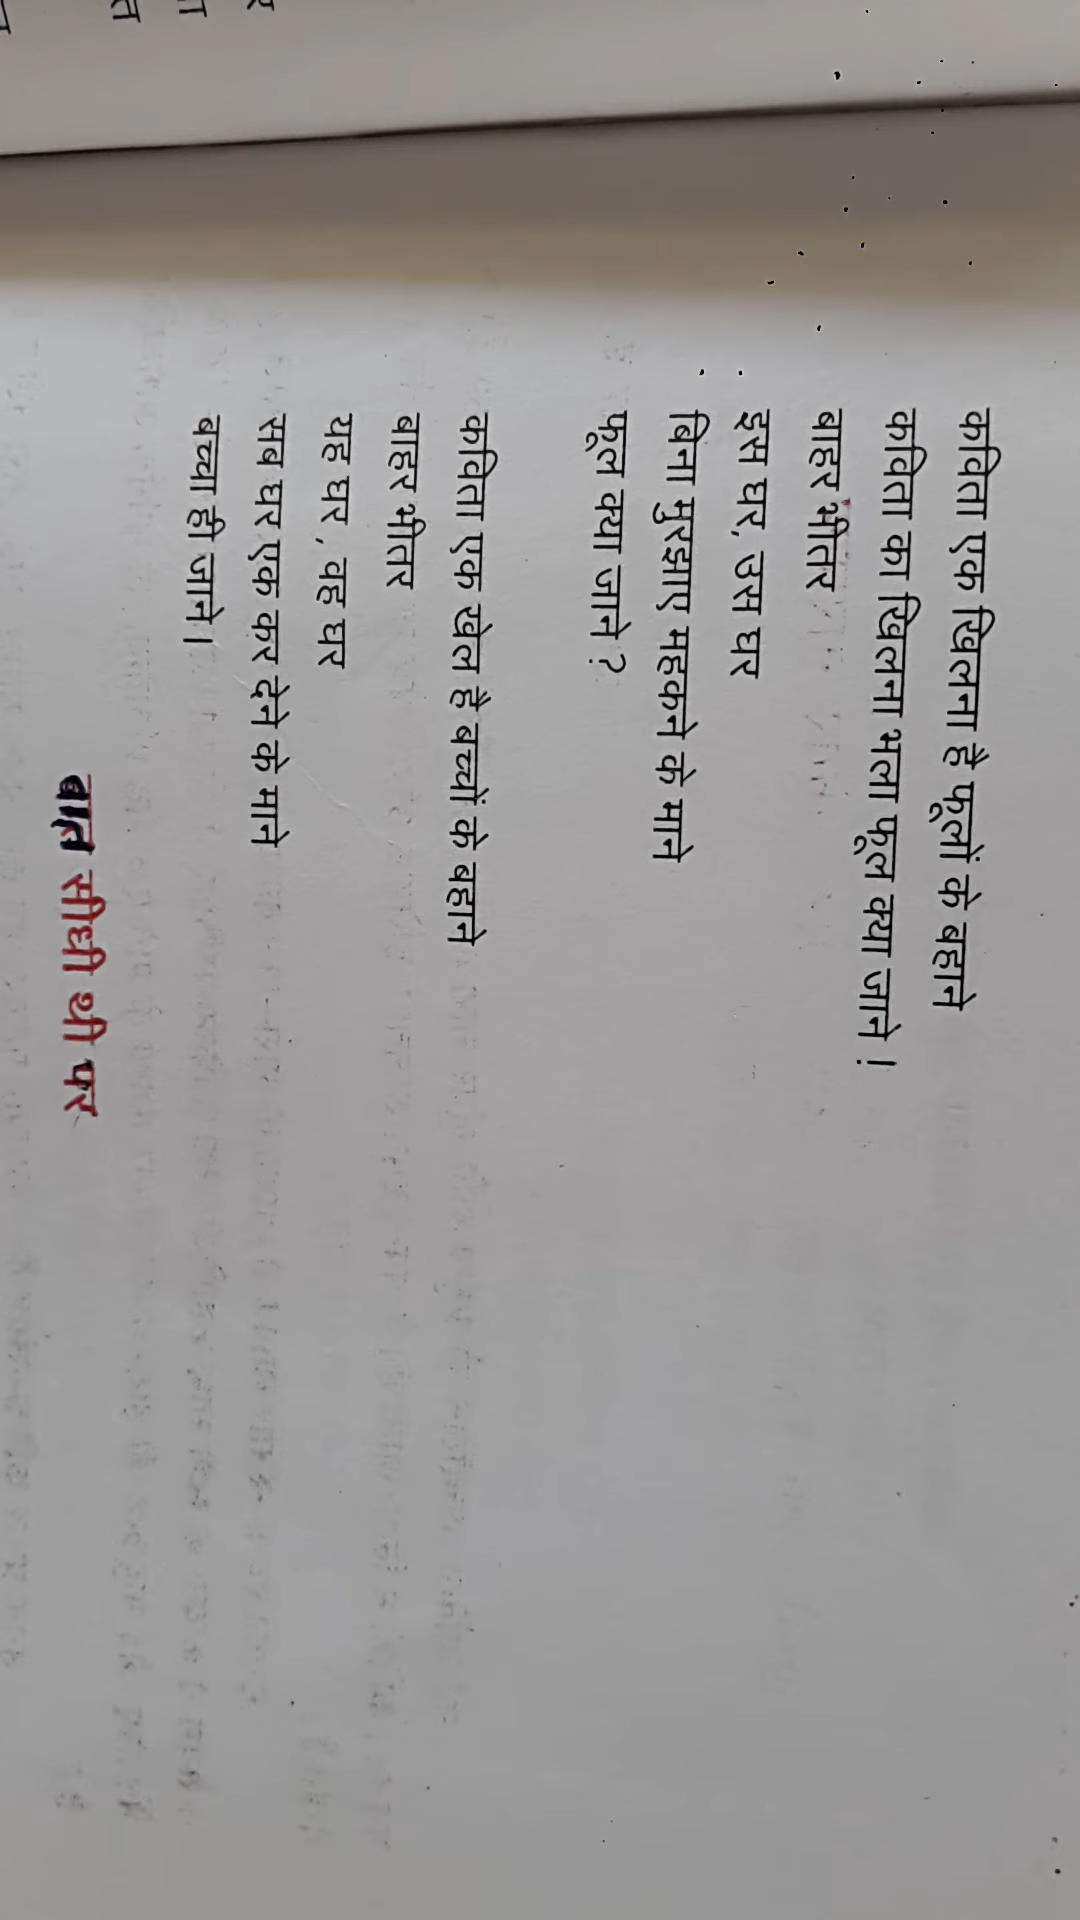 कविता एक खिलना है फूलों के बहाने
कविता का खिलना भला फूल क्या जाने !
बाहर भीतर
इस घर, उस घर
बिना मुरझाए महकने के माने
फूल क्या जाने ?
कविता एक खेल है बच्चों के बहाने
बाहर भीतर
यह घर, वह घर
सब घर एक कर देने के माने
बच्चा ही जाने।
बात सीधी थी पर